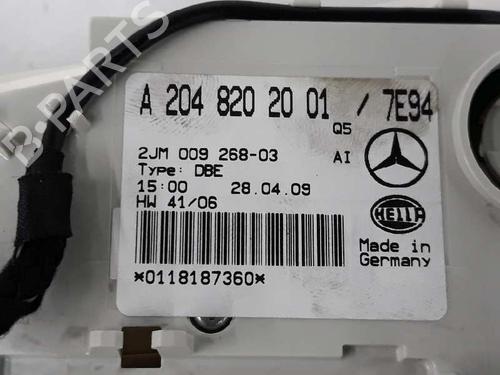 A 204 820 20 01 / 7E94
Q5
2JM 009 268-03 AI
Type: DBE
15:00 28.04.09
HW 41/06
HELLA
Made in
Germany
*0118187360*
B-PARTS